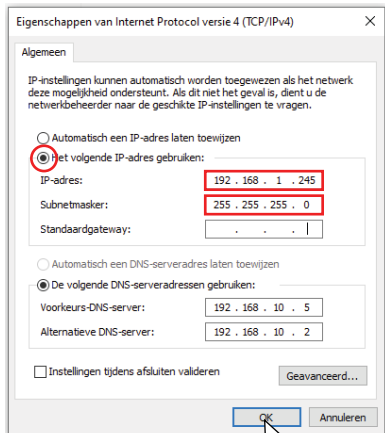 Eigenschappen van Internet Protocol versie 4 (TCP/IPv4)
Algemeen
IP-instellingen kunnen automatisch worden toegewezen als het netwerk
deze mogelijkheid ondersteunt. Als dit niet het geval is, dient u de
netwerkbeheerder naar de geschikte IP-instellingen te vragen.
Automatisch een IP-adres laten toewijzen
Het volgende IP-adres gebruiken:
IP-adres: 192 . 168 . 1 . 245
Subnetmasker: 255 . 255 . 255 . 0
Standaardgateway: . . .
Automatisch een DNS-serveradres laten toewijzen
De volgende DNS-serveradressen gebruiken:
Voorkeurs-DNS-server: 192 . 168 . 10 . 5
Alternatieve DNS-server: 192 . 168 . 10 . 2
Instellingen tijdens afsluiten valideren
Geavanceerd...
OK Annuleren